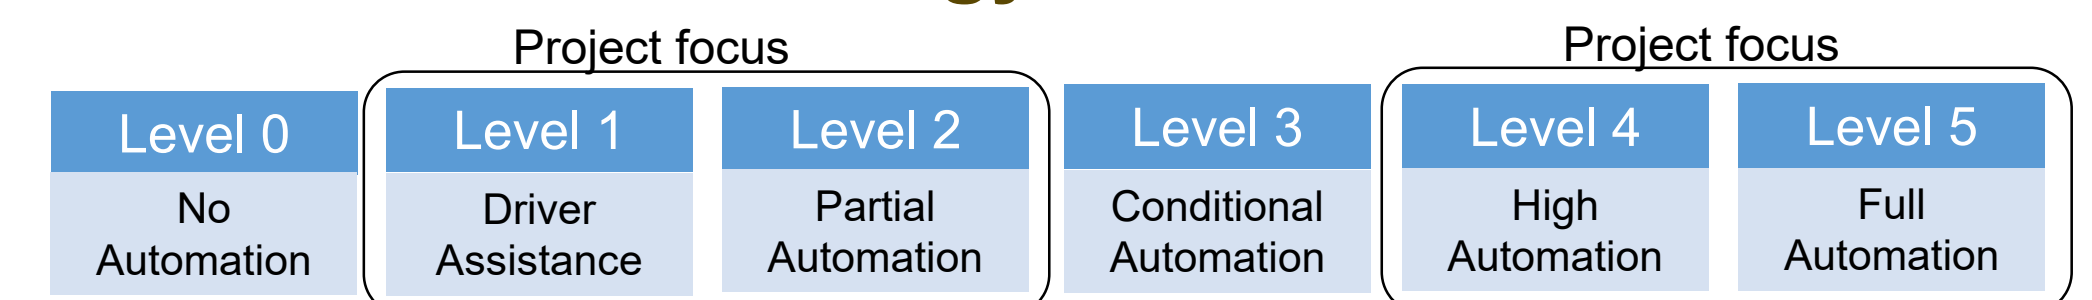 Project focus
Project focus
Level 0
Level 1
Level 2
Level 3
Level 4
Level 5
No
Automation
Driver
Assistance
Partial
Automation
Conditional
Automation
High
Automation
Full
Automation